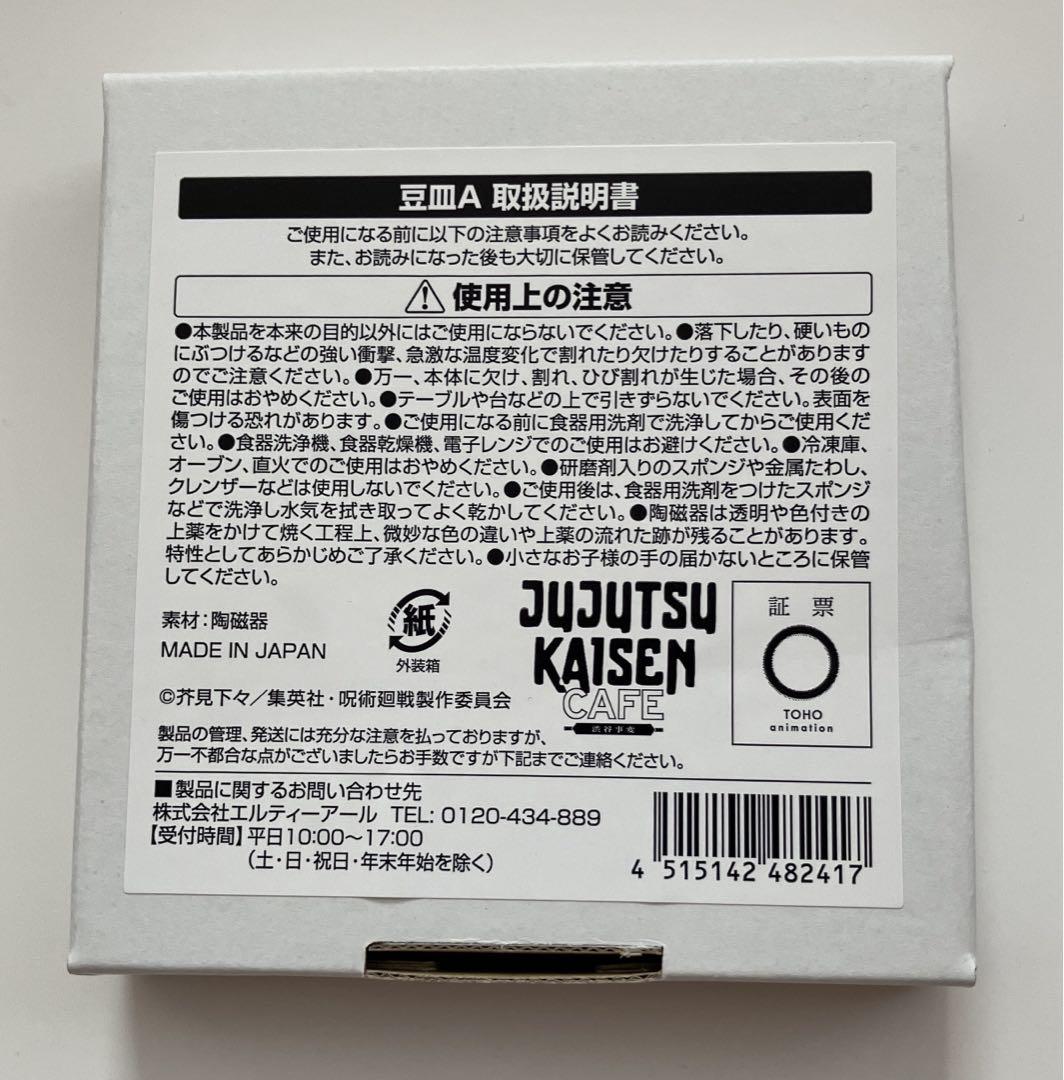 豆皿A 取扱説明書
ご使用になる前に以下の注意事項をよくお読みください。
また、お読みになった後も大切に保管してください。
使用上の注意
●本製品を本来の目的以外にはご使用にならないでください。●落下したり、硬いもの
にぶつけるなどの強い衝撃、急激な温度変化で割れたり欠けたりすることがあります
のでご注意ください。●万一、本体に欠け、割れ、ひび割れが生じた場合、その後の
ご使用はおやめください。●テーブルや台などの上で引きずらないでください。表面を
傷つける恐れがあります。●ご使用になる前に食器用洗剤で洗浄してからご使用くだ
さい。●食器洗浄機、食器乾燥機、電子レンジでのご使用はお避けください。●冷凍庫、
オーブン、直火でのご使用はおやめください。●研磨剤入りのスポンジや金属たわし、
クレンザーなどは使用しないでください。●ご使用後は、食器用洗剤をつけたスポンジ
などで洗浄し水気を拭き取ってよく乾かしてください。●陶磁器は透明や色付きの
上薬をかけて焼く工程上、微妙な色の違いや上薬の流れた跡が残ることがあります。
特性としてあらかじめご了承ください。●小さなお子様の手の届かないところに保管
してください。
素材:陶磁器
MADE IN JAPAN
紙
外装箱
JUJUTSU
KAISEN
CAFE
渋谷事変
証票
TOHO
animation
©芥見下々/集英社・呪術廻戦製作委員会
製品の管理、発送には充分な注意を払っておりますが、
万一不都合な点がございましたらお手数ですが下記までご連絡ください。
■製品に関するお問い合わせ先
株式会社エルティーアール TEL: 0120-434-889
【受付時間】平日10:00〜17:00
(土・日・祝日・年末年始を除く)
4 515142 482417